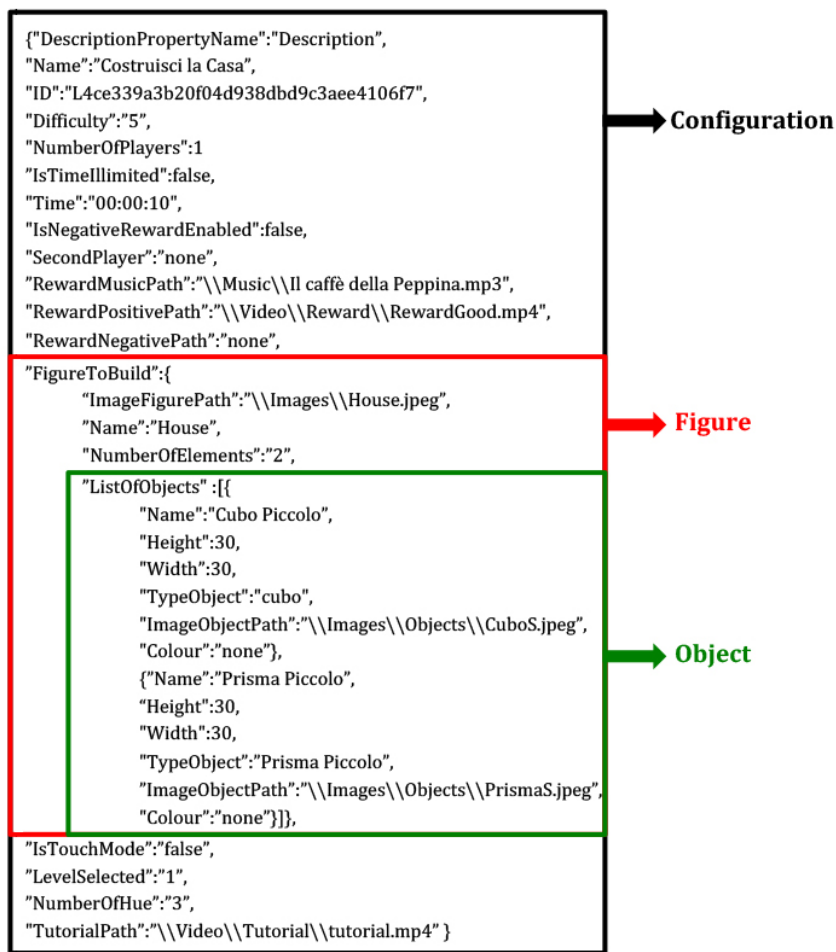 {"DescriptionPropertyName":"Description”,
"Name”:”Costruisci la Casa”,
"ID":"L4ce339a3b20f04d938dbd9c3aee4106f7",
"Difficulty”:”5”,
"NumberOfPlayers":1
”IsTimeIllimited":false,
"Time":"00:00:10",
"IsNegativeRewardEnabled":false,
"SecondPlayer”:”none”,
”RewardMusicPath”:”\\Music\\Il caffè della Peppina.mp3",
"RewardPositivePath”:”\\Video\\Reward\\RewardGood.mp4",
"RewardNegativePath”:”none”,
”FigureToBuild”:{
“ImageFigurePath”:”\\Images\\House.jpeg”,
”Name”:”House”,
"NumberOfElements”:”2”,
”ListOfObjects" :[{
"Name":"Cubo Piccolo”,
"Height":30,
"Width":30,
"TypeObject":"cubo",
"ImageObjectPath”:”\\Images\\Objects\\CuboS.jpeg”,
"Colour":"none"},
{”Name”:”Prisma Piccolo”,
“Height":30,
"Width":30,
"TypeObject”:”Prisma Piccolo”,
”ImageObjectPath”:”\\Images\\Objects\\PrismaS.jpeg”,
"Colour”:”none”}]},
”IsTouchMode”:”false”,
”LevelSelected”:”1”,
”NumberOfHue”:”3”,
"TutorialPath”:”\\Video\\Tutorial\\tutorial.mp4” }
Configuration
Figure
Object